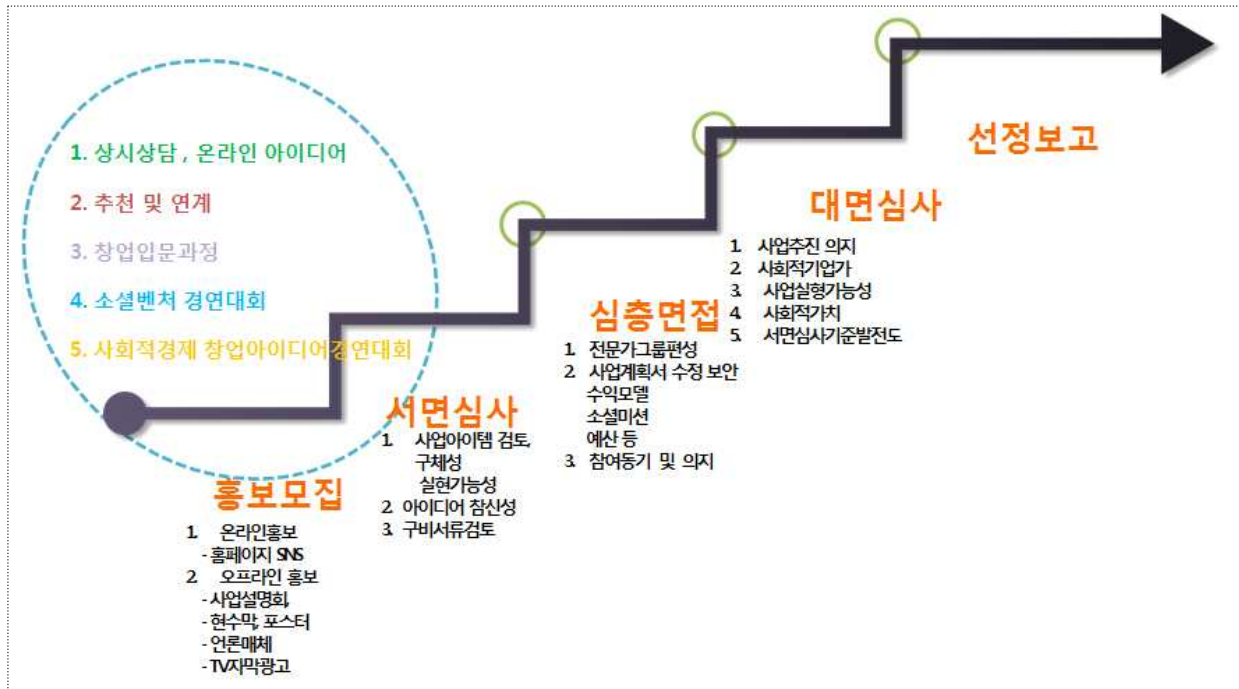 1. 상시상담 , 온라인 아이디어
2. 추천 및 연계
3. 창업입문과정
4. 소셜벤처 경연대회
5. 사회적경제 창업아이디어경연대회
홍보모집
1. 온라인홍보
- 홈페이지 SNS
2. 오프라인 홍보
- 사업설명회,
- 현수막, 포스터
- 언론매체
- TV자막광고
서면심사
1. 사업아이템 검토,
구체성
실현가능성
2. 아이디어 참신성
3. 구비서류검토
심층면접
1. 전문가그룹편성
2. 사업계획서 수정 보안
수익모델
소셜미션
예산 등
3. 참여동기 및 의지
대면심사
1. 사업추진 의지
2. 사회적기업가
3. 사업실형가능성
4. 사회적가치
5. 서면심사기준발전도
선정보고